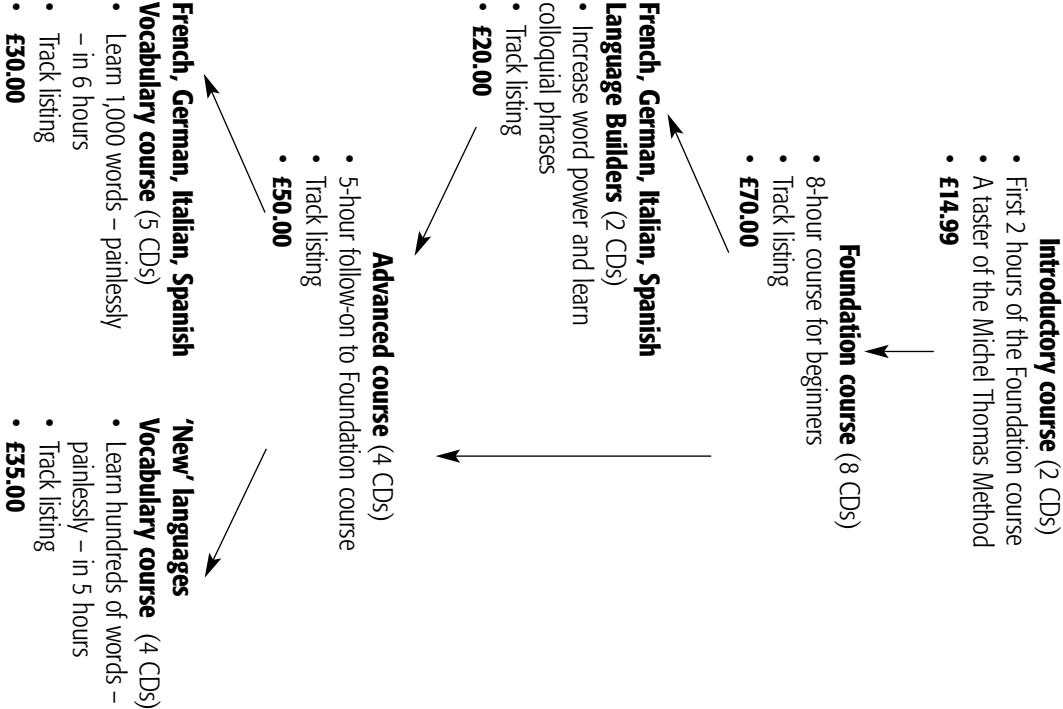 Introductory course (2 CDs)
• First 2 hours of the Foundation course
• A taster of the Michel Thomas Method
• £14.99
Foundation course (8 CDs)
• 8-hour course for beginners
• Track listing
• £70.00
French, German, Italian, Spanish
Language Builders (2 CDs)
• Increase word power and learn
colloquial phrases
• Track listing
• £20.00
Advanced course (4 CDs)
• 5-hour follow-on to Foundation course
• Track listing
• £50.00
French, German, Italian, Spanish
Vocabulary course (5 CDs)
• Learn 1,000 words – painlessly
– in 6 hours
• Track listing
• £30.00
'New' languages
Vocabulary course (4 CDs)
• Learn hundreds of words –
painlessly – in 5 hours
• Track listing
• £35.00